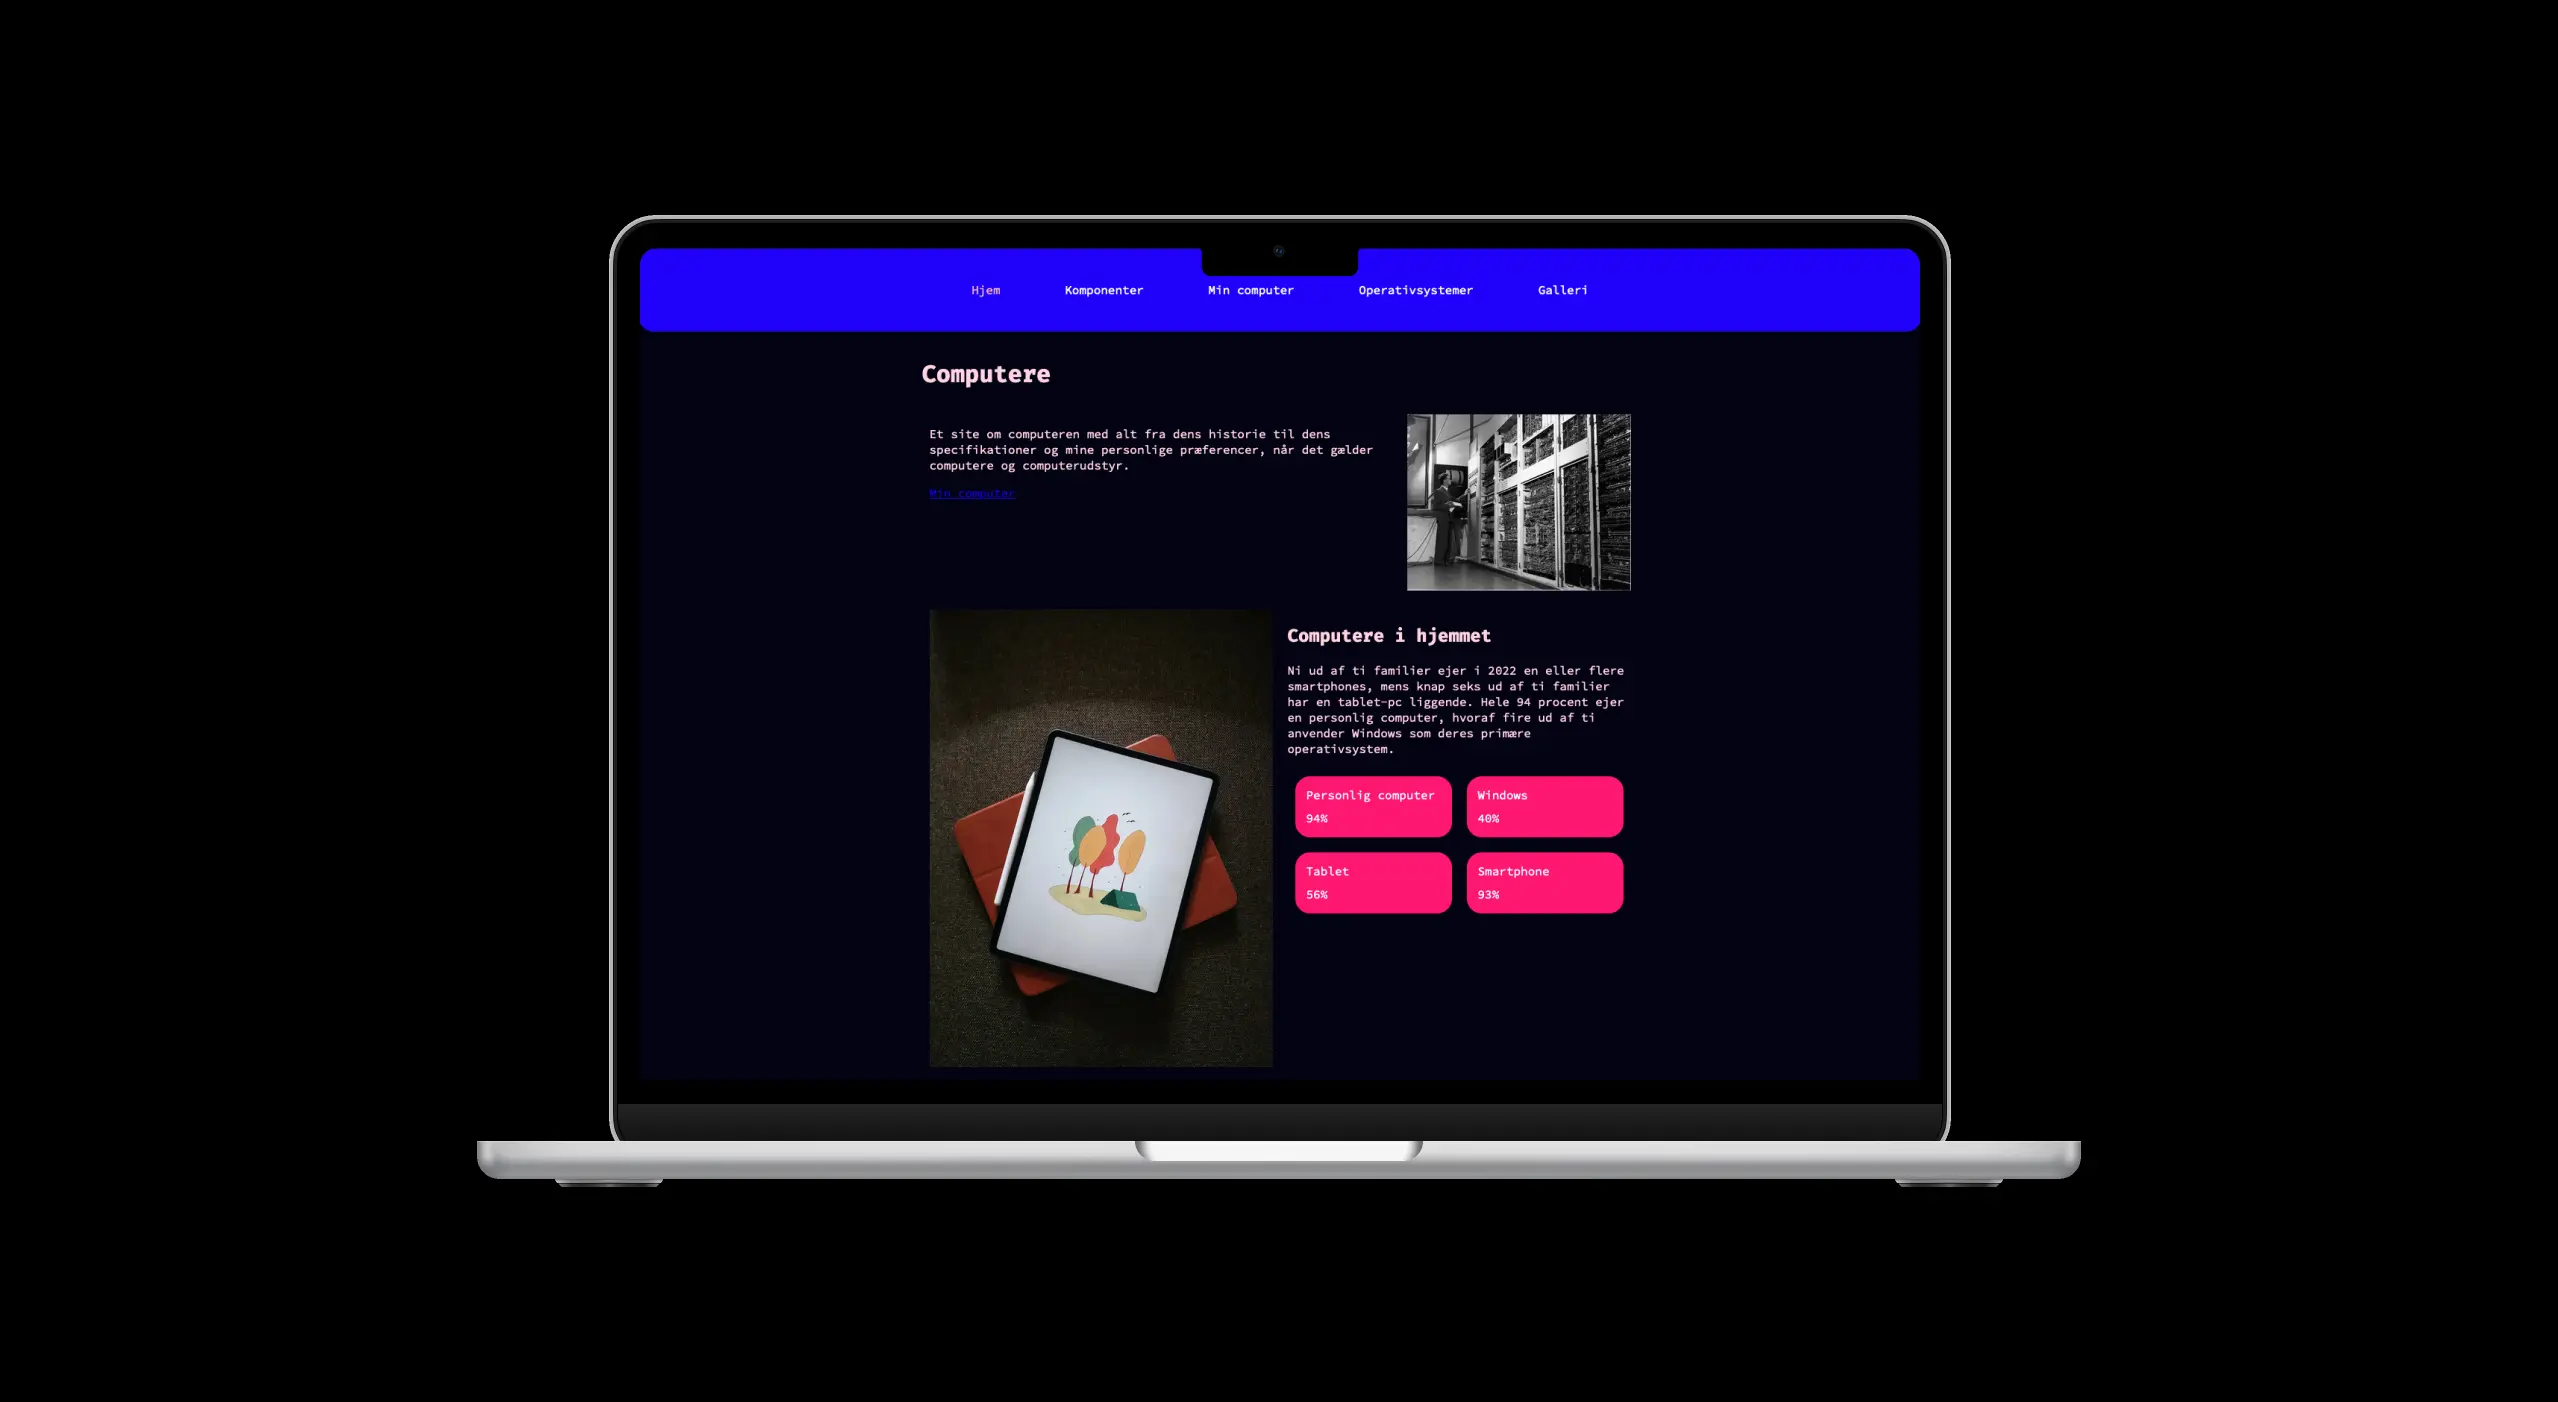 Hjem Komponenter Min computer Operativsystemer Galleri
Computere
Et site om computeren med alt fra dens historie til dens
specifikationer og mine personlige præferencer, når det gælder
computere og computerudstyr.
Min computer
Computere i hjemmet
Ni ud af ti familier ejer i 2022 en eller flere
smartphones, mens knap seks ud af ti familier
har en tablet-pc liggende. Hele 94 procent ejer
en personlig computer, hvoraf fire ud af ti
anvender Windows som deres primære
operativsystem.
Personlig computer
94%
Windows
40%
Tablet
56%
Smartphone
93%